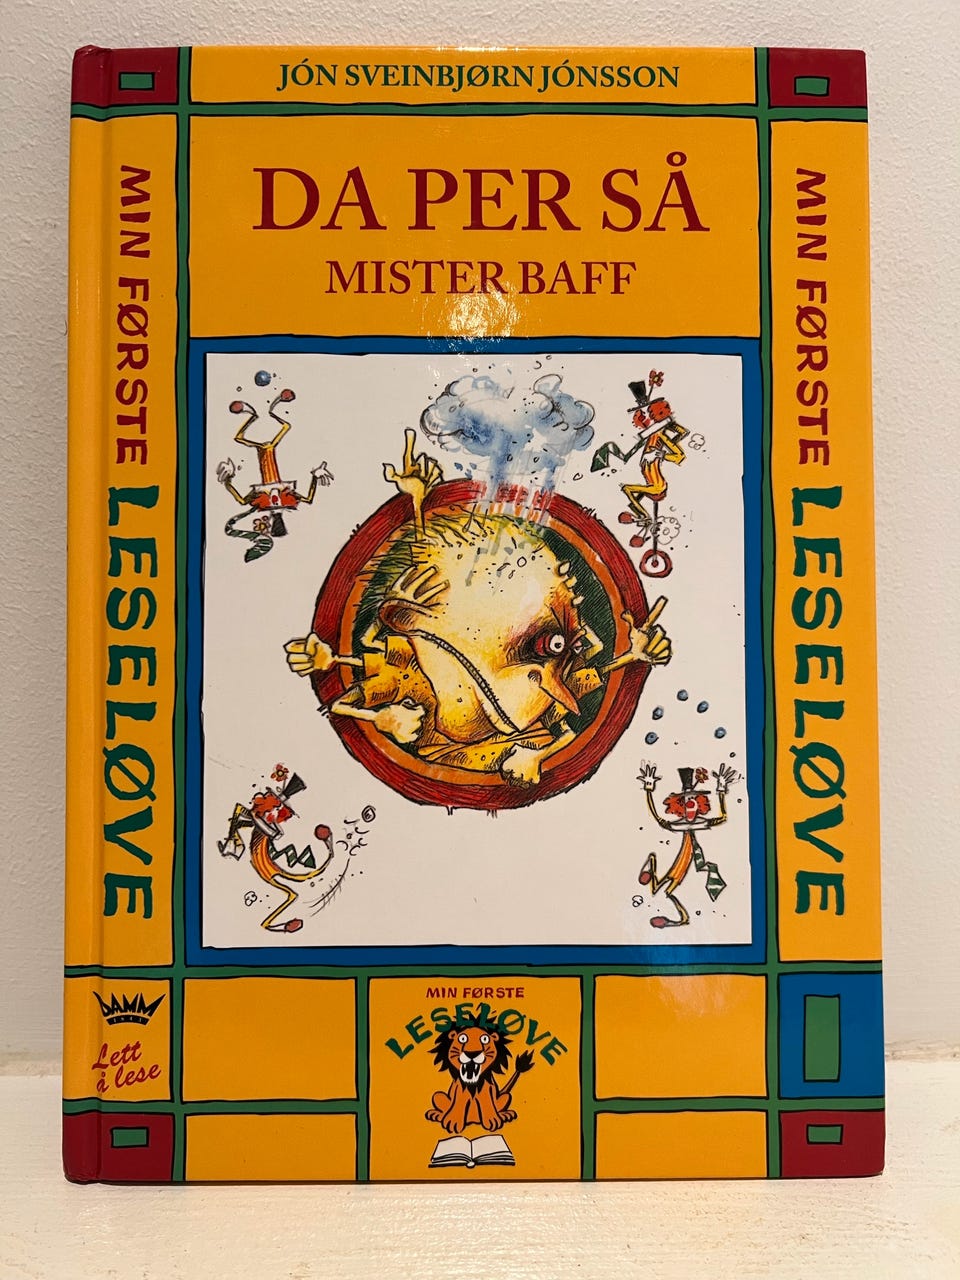 JÓN SVEINBJØRN JÓNSSON
DA PER SÅ
MISTER BAFF
MIN FØRSTE LESELØVE
MIN FØRSTE LESELØVE
DAMM
1843
Lett
å lese
MIN FØRSTE
LESELØVE